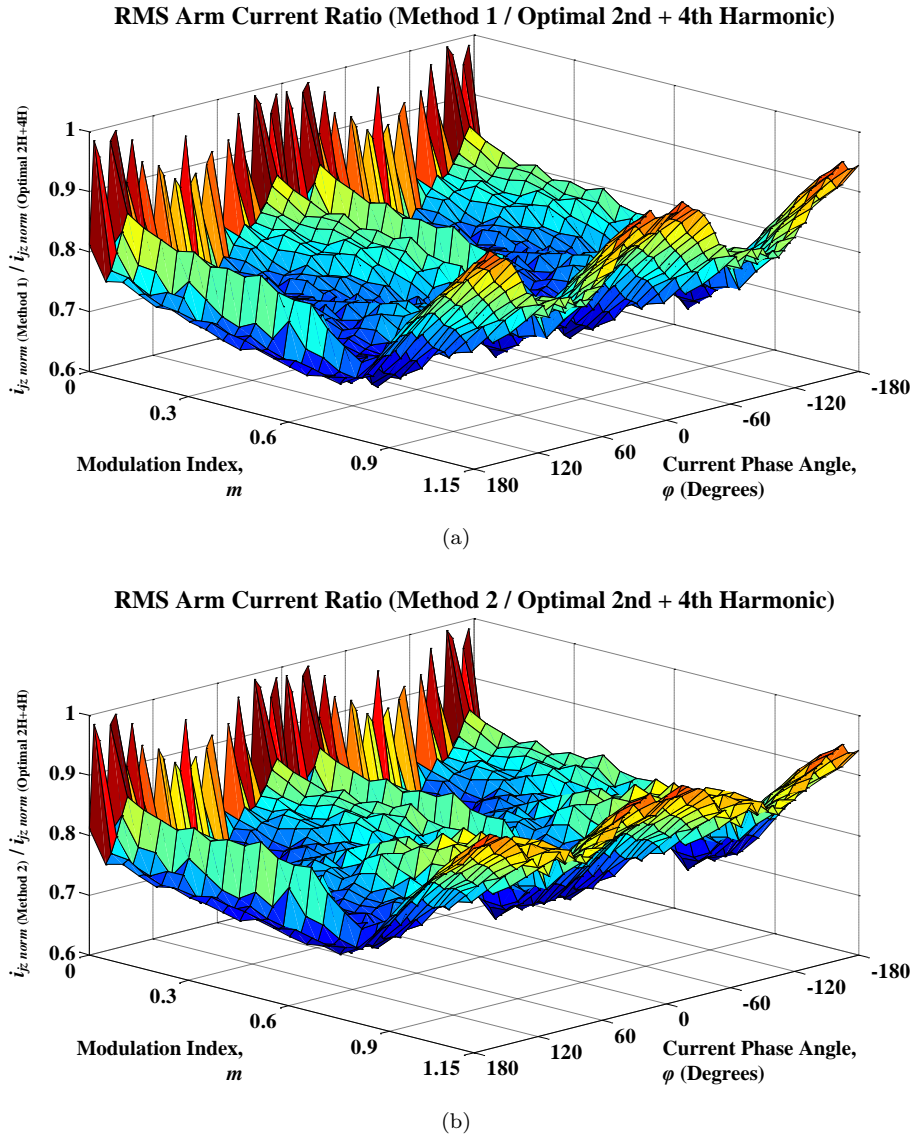 RMS Arm Current Ratio (Method 1 / Optimal 2nd + 4th Harmonic)
i_jz norm (Method 1) / i_jz norm (Optimal 2H+4H)
1
0.9
0.8
0.7
0.6
0
0.3
0.6
0.9
1.15
Modulation Index,
m
180
120
60
0
-60
-120
-180
Current Phase Angle,
φ (Degrees)
(a)
RMS Arm Current Ratio (Method 2 / Optimal 2nd + 4th Harmonic)
i_jz norm (Method 2) / i_jz norm (Optimal 2H+4H)
1
0.9
0.8
0.7
0.6
0
0.3
0.6
0.9
1.15
Modulation Index,
m
180
120
60
0
-60
-120
-180
Current Phase Angle,
φ (Degrees)
(b)